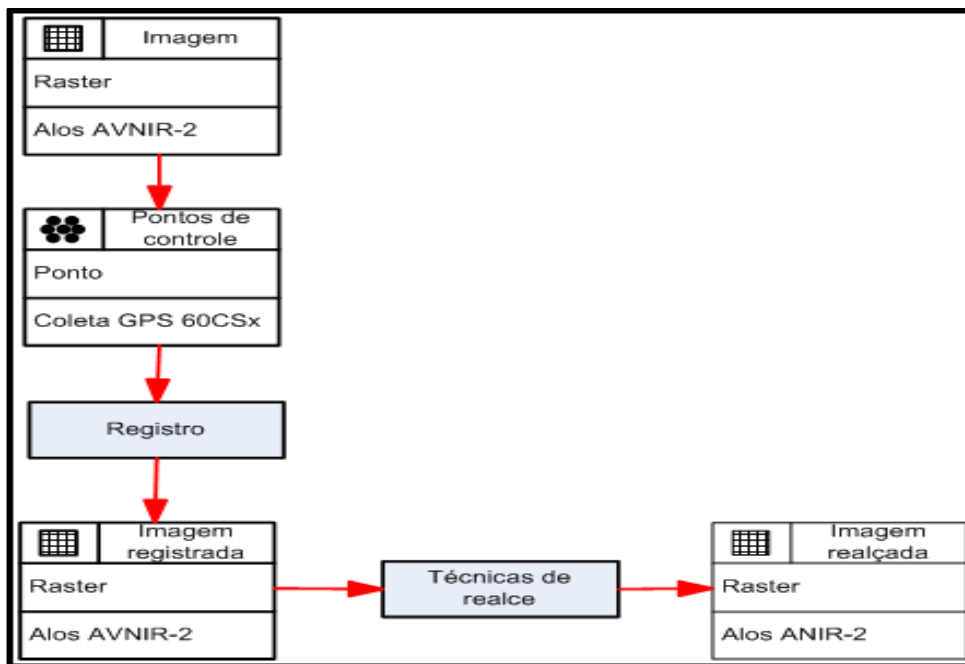 Imagem
Raster
Alos AVNIR-2
Pontos de
controle
Ponto
Coleta GPS 60CSx
Registro
Imagem
registrada
Raster
Alos AVNIR-2
Técnicas de
realce
Imagem
realçada
Raster
Alos ANIR-2